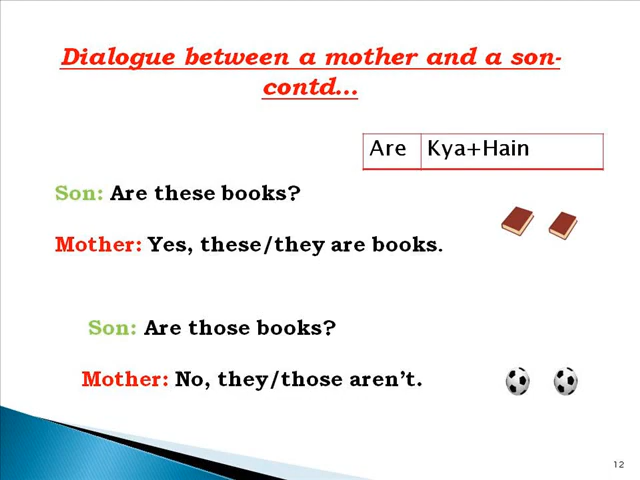 Dialogue between a mother and a son-
contd...
Are Kya+Hain
Son: Are these books?
Mother: Yes, these/they are books.
Son: Are those books?
Mother: No, they/those aren’t.
12